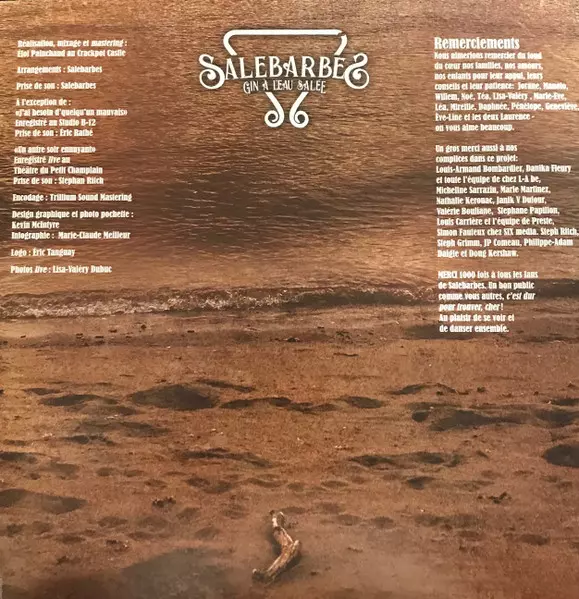 SALEBARBES
GIN À L'EAU SALÉE
Réalisation, mixage et mastering :
Éloi Painchaud au Crackpot Castle
Arrangements : Salebarbes
Prise de son : Salebarbes
À l'exception de :
«J'ai besoin d'quequ'un mauvais»
Enregistré au Studio B-12
Prise de son : Éric Rathé
«Un autre soir ennuyant»
Enregistré live au
Théâtre du Petit Champlain
Prise de son : Stephan Ritch
Encodage : Trillium Sound Mastering
Design graphique et photo pochette :
Kevin McIntyre
Infographie : Marie-Claude Meilleur
Logo : Éric Tanguay
Photos live : Lisa-Valéry Dubuc
Remerciements
Nous aimerions remercier du fond
du cœur nos familles, nos amours,
nos enfants pour leur appui, leurs
conseils et leur patience: Jorane, Manolo,
Willem, Noé, Téa, Lisa-Valéry, Marie-Eve,
Léa, Mireille, Daphnée, Pénélope, Geneviève,
Ève-Line et les deux Laurence -
on vous aime beaucoup.
Un gros merci aussi à nos
complices dans ce projet:
Louis-Armand Bombardier, Danika Fleury
et toute l'équipe de chez L-A be,
Micheline Sarrazin, Marie Martinez,
Nathalie Kerouac, Janik V Dufour,
Valérie Bouliane, Stephane Papillon,
Louis Carrière et l'équipe de Preste,
Simon Fauteux chez SIX media. Steph Ritch,
Steph Grimm, JP Comeau, Philippe-Adam
Daigle et Doug Kershaw.
MERCI 1000 fois à tous les fans
de Salebarbes. Un bon public
comme vous autres, c'est dur
pour trouver, cher !
Au plaisir de se voir et
de danser ensemble.